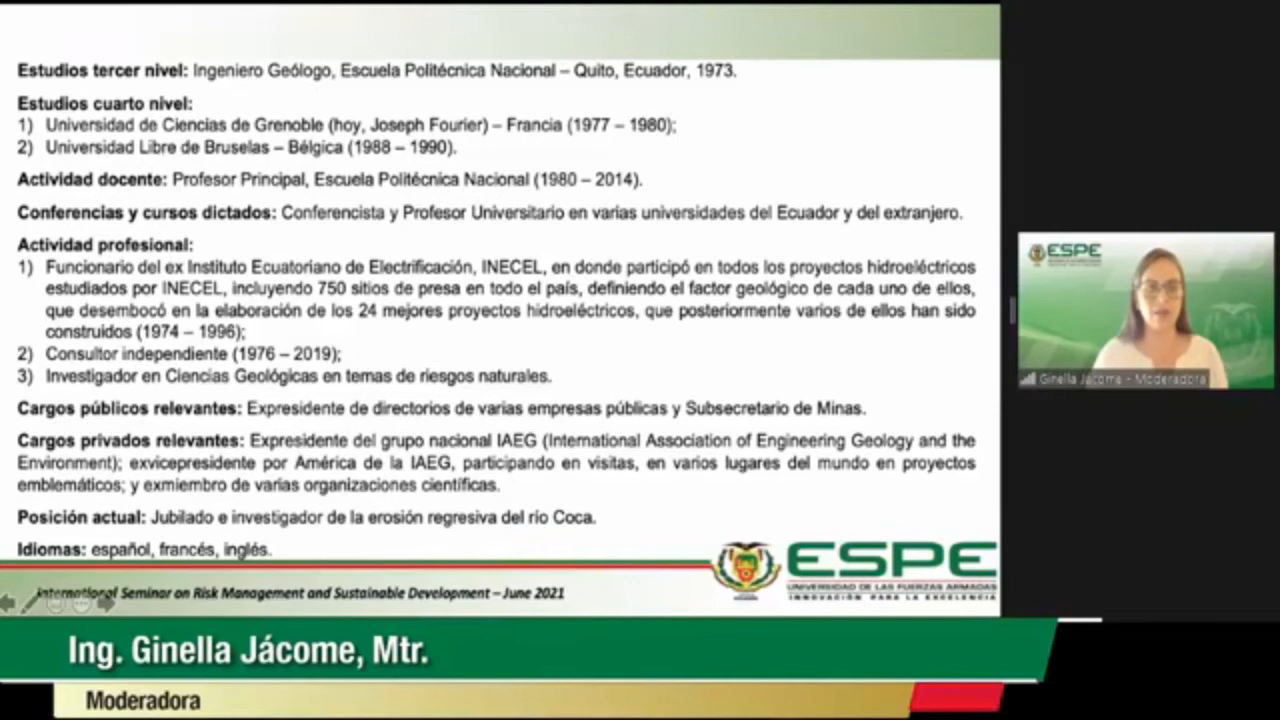 Estudios tercer nivel: Ingeniero Geólogo, Escuela Politécnica Nacional – Quito, Ecuador, 1973.
Estudios cuarto nivel:
1) Universidad de Ciencias de Grenoble (hoy, Joseph Fourier) – Francia (1977 – 1980);
2) Universidad Libre de Bruselas – Bélgica (1988 – 1990).
Actividad docente: Profesor Principal, Escuela Politécnica Nacional (1980 – 2014).
Conferencias y cursos dictados: Conferencista y Profesor Universitario en varias universidades del Ecuador y del extranjero.
Actividad profesional:
1) Funcionario del ex Instituto Ecuatoriano de Electrificación, INECEL, en donde participó en todos los proyectos hidroeléctricos
estudiados por INECEL, incluyendo 750 sitios de presa en todo el país, definiendo el factor geológico de cada uno de ellos,
que desembocó en la elaboración de los 24 mejores proyectos hidroeléctricos, que posteriormente varios de ellos han sido
construidos (1974 – 1996);
2) Consultor independiente (1976 – 2019);
3) Investigador en Ciencias Geológicas en temas de riesgos naturales.
Cargos públicos relevantes: Expresidente de directorios de varias empresas públicas y Subsecretario de Minas.
Cargos privados relevantes: Expresidente del grupo nacional IAEG (International Association of Engineering Geology and the
Environment); exvicepresidente por América de la IAEG, participando en visitas, en varios lugares del mundo en proyectos
emblemáticos; y exmiembro de varias organizaciones científicas.
Posición actual: Jubilado e investigador de la erosión regresiva del río Coca.
Idiomas: español, francés, inglés.
ESPE
UNIVERSIDAD DE LAS FUERZAS ARMADAS
INNOVACIÓN PARA LA EXCELENCIA
International Seminar on Risk Management and Sustainable Development – June 2021
ESPE
Ginella Jácome - Moderadora
Ing. Ginella Jácome, Mtr.
Moderadora